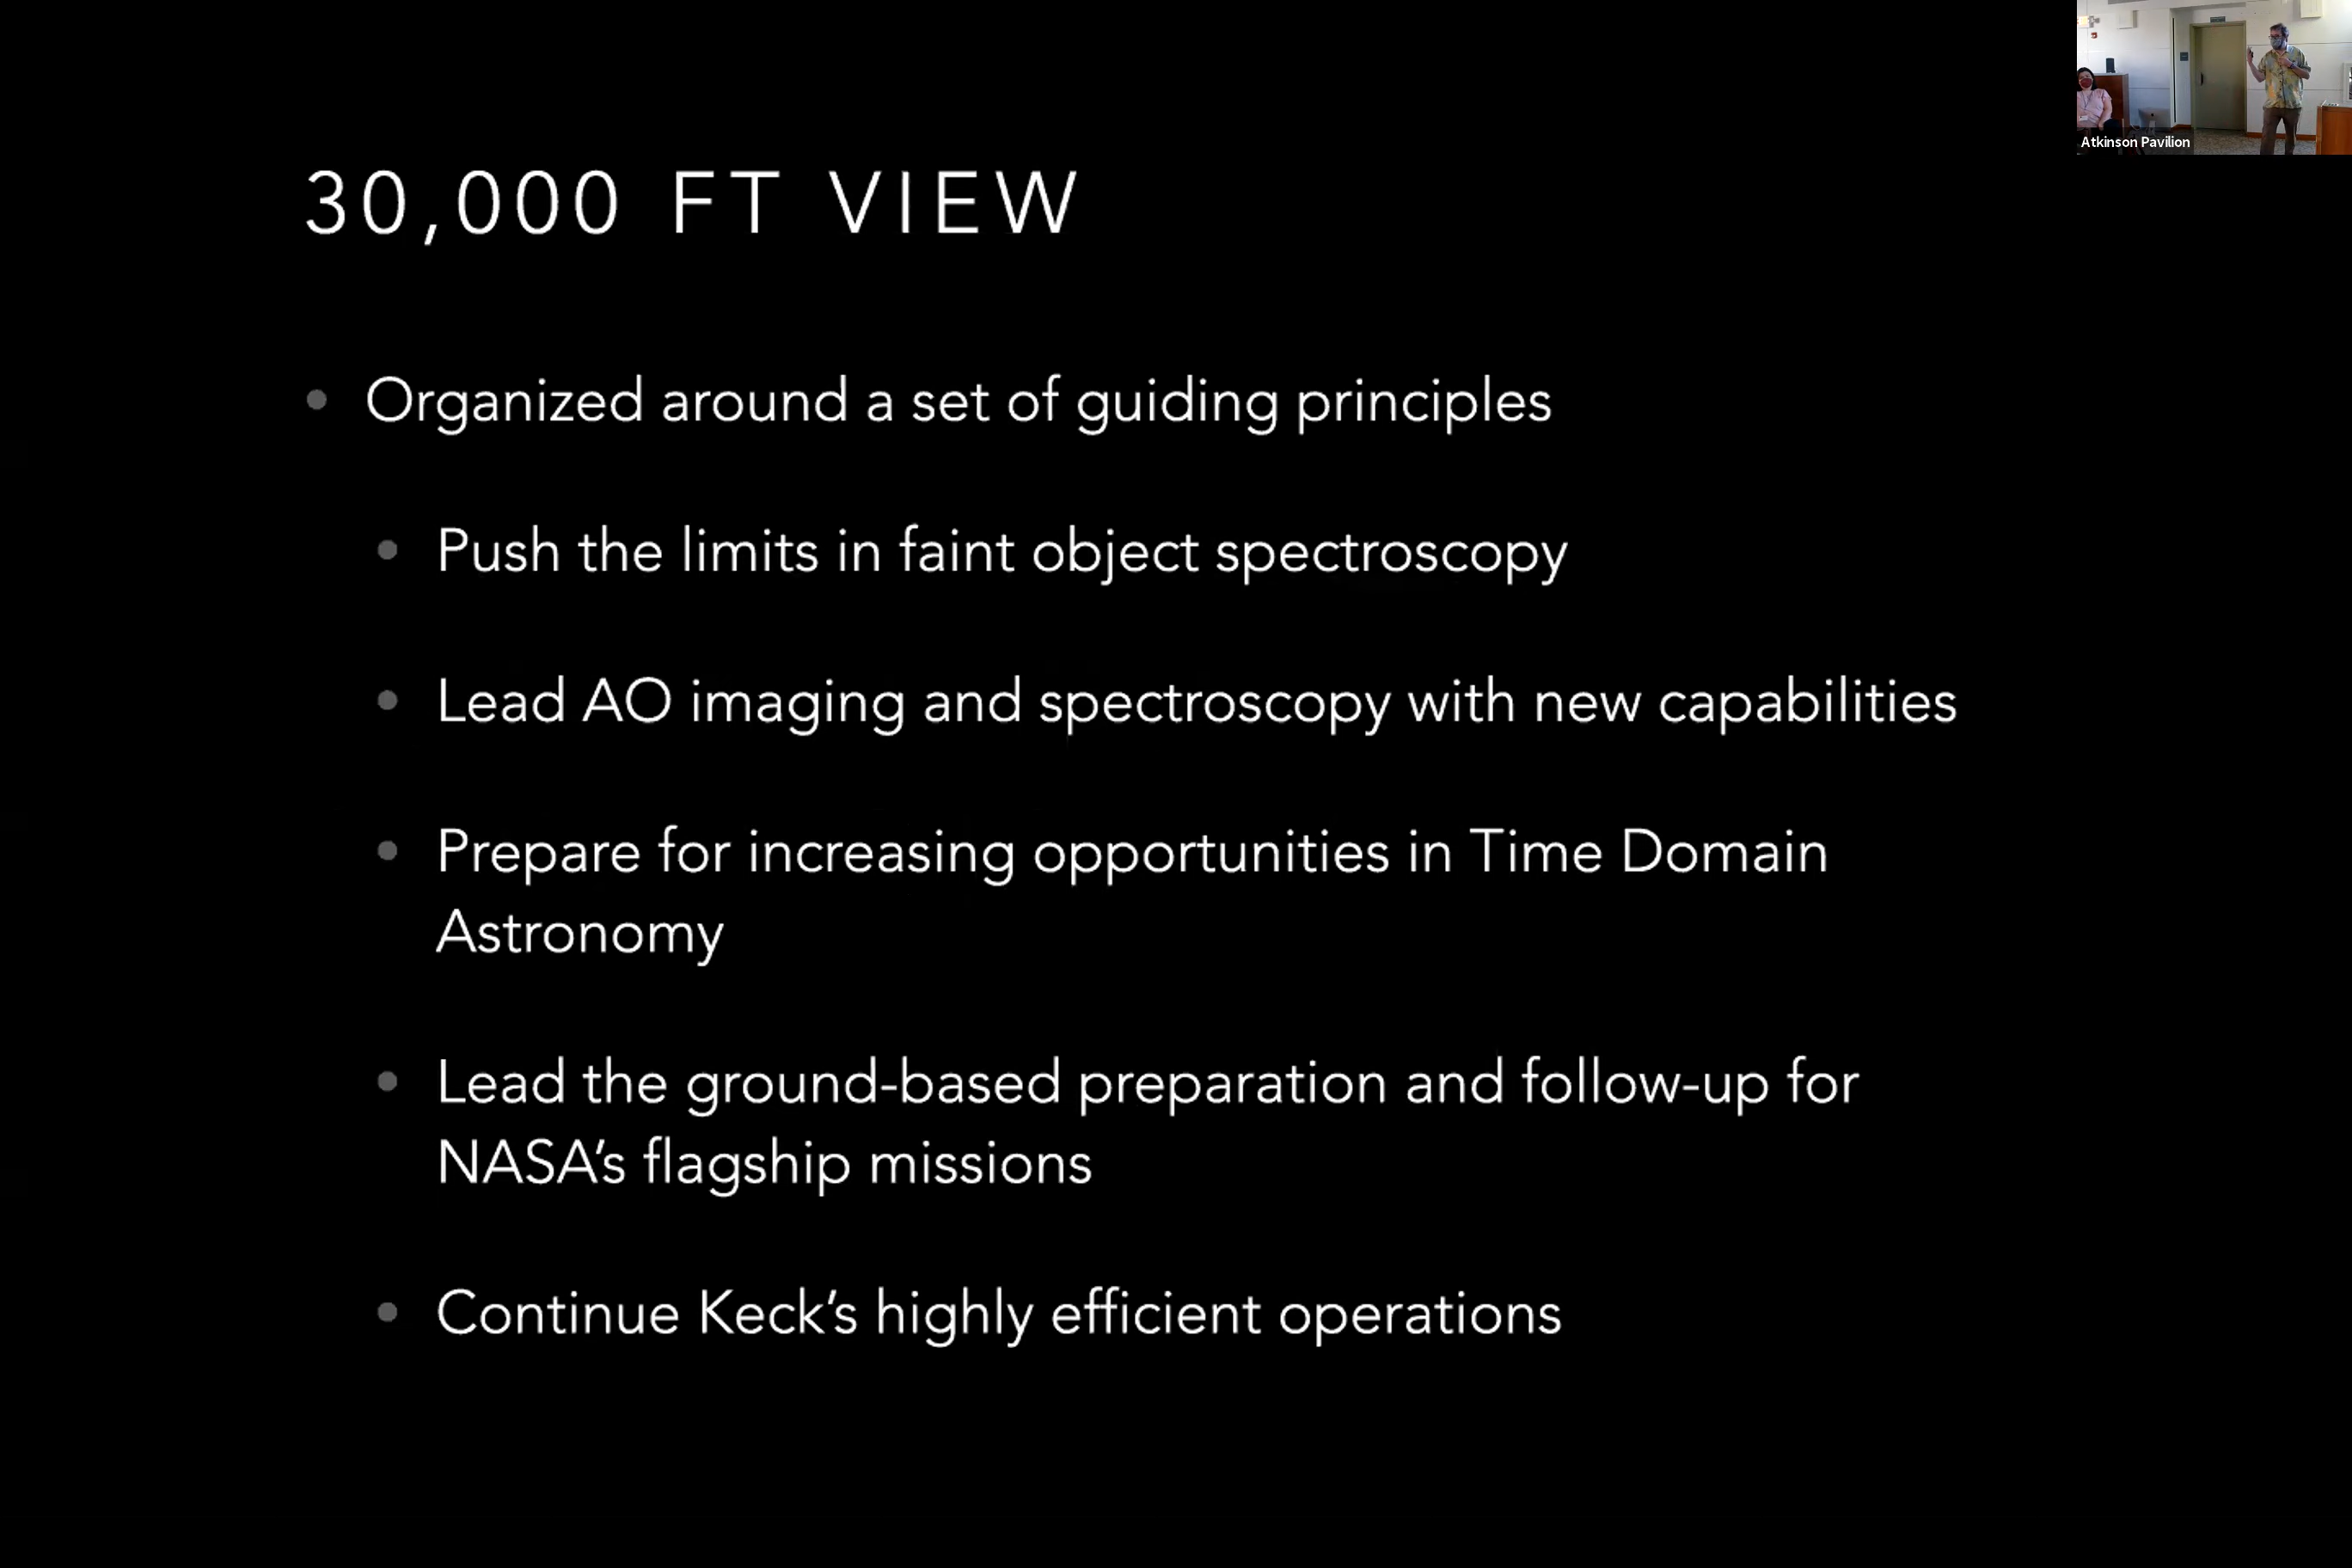 Atkinson Pavilion
30,000 FT VIEW
Organized around a set of guiding principles
Push the limits in faint object spectroscopy
Lead AO imaging and spectroscopy with new capabilities
Prepare for increasing opportunities in Time Domain
Astronomy
Lead the ground-based preparation and follow-up for
NASA’s flagship missions
Continue Keck’s highly efficient operations